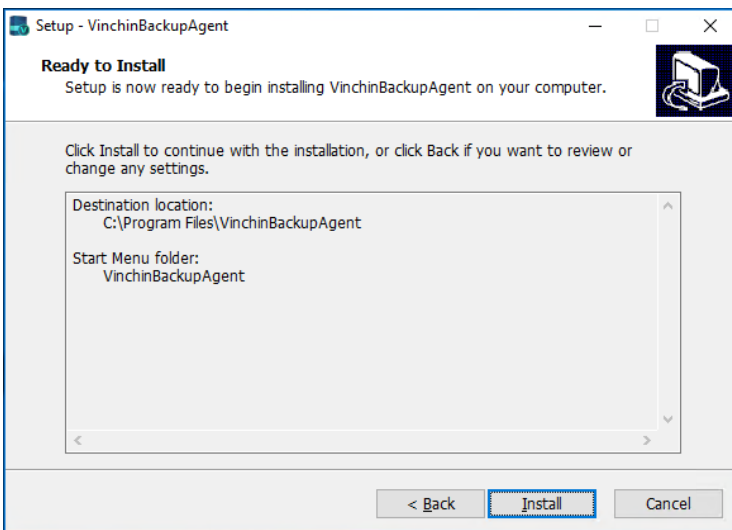 Setup - VinchinBackupAgent
Ready to Install
Setup is now ready to begin installing VinchinBackupAgent on your computer.
Click Install to continue with the installation, or click Back if you want to review or
change any settings.
Destination location:
C:\Program Files\VinchinBackupAgent
Start Menu folder:
VinchinBackupAgent
< Back
Install
Cancel